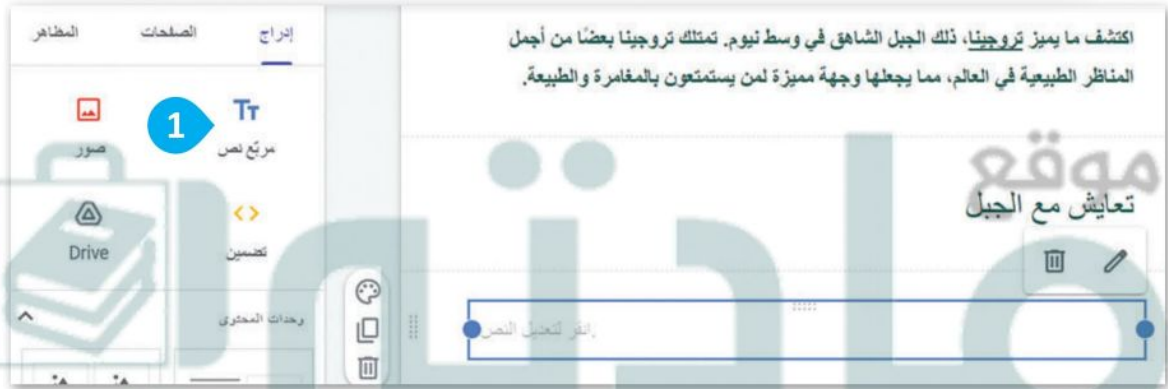 إدراج
الصفحات
المظاهر
اكتشف ما يميز تروجينا، ذلك الجبل الشاهق في وسط نيوم. تمتلك تروجينا بعضًا من أجمل
المناظر الطبيعية في العالم، مما يجعلها وجهة مميزة لمن يستمتعون بالمغامرة والطبيعة.
Tт
1
مربّع نص
صور
موقع
تعايش مع الجبل
مادتي
<>
تضمين
Drive
وحدات المحتوى
انقر لتعديل النص.